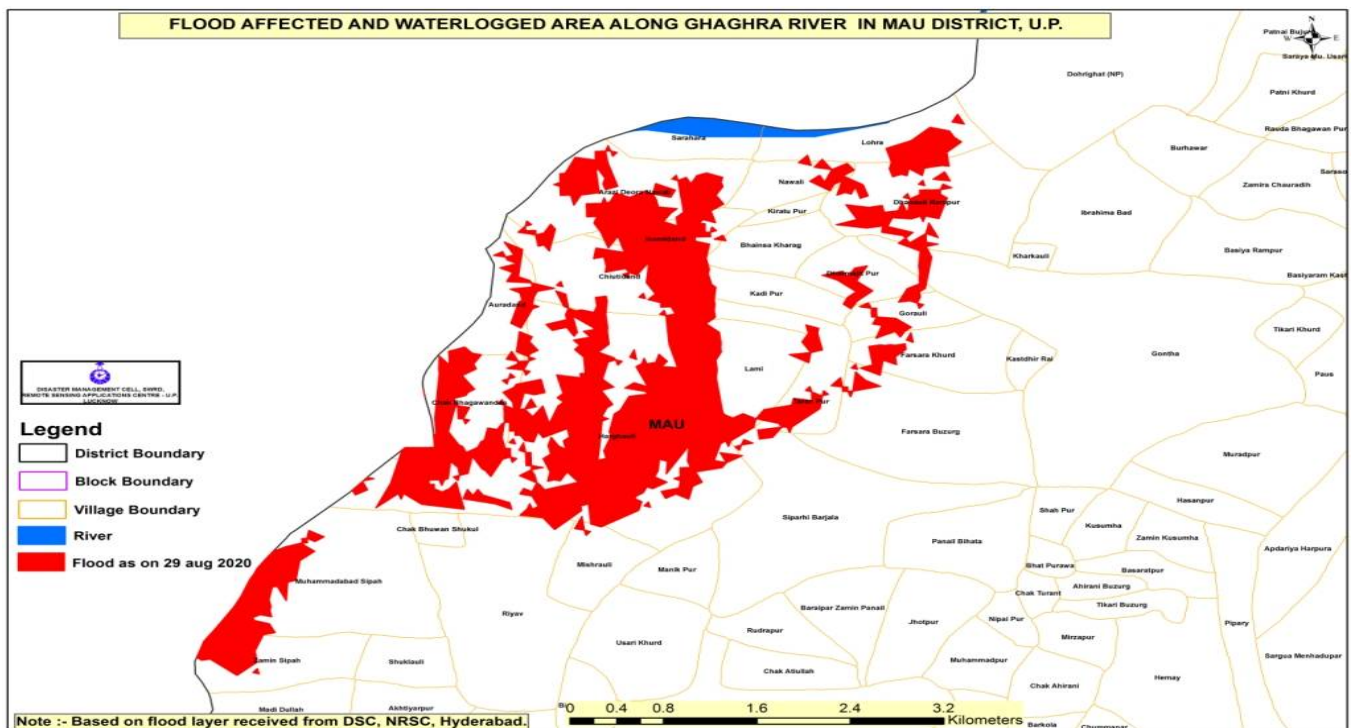 FLOOD AFFECTED AND WATERLOGGED AREA ALONG GHAGHRA RIVER IN MAU DISTRICT, U.P.
N
W E
S
Patnai
Dohrighat (NP)
Saraya Mu. Usari
Patni Khurd
Rauda Bhagawan Pur
Sarahara
Lohra
Burhawar
Nawali
Zamira Chauradih
Kiratu Pur
Ibrahima Bad
Bhainsa Kharag
Basiya Rampur
Kharkauli
Chiutidand
Basiyaram
Kadi Pur
Auradand
Gorauli
Tikari Khurd
Farsara Khurd
Kastdhir Rai
Gontha
Lami
Paus
DISASTER MANAGEMENT CELL, SWRD,
REMOTE SENSING APPLICATIONS CENTRE - U.P.
LUCKNOW
Legend
MAU
Farsara Buzurg
District Boundary
Muradpur
Block Boundary
Hasanpur
Village Boundary
Shah Pur
Siparhi Barjala
Kusumha
River
Chak Bhuwan Shukul
Zamin Kusumha
Panail Bihata
Apdariya Harpura
Flood as on 29 aug 2020
Mishrauli
Manik Pur
Bhat Purawa
Basaratpur
Muhammadabad Sipah
Ahirani Buzurg
Chak Turant
Tikari Buzurg
Baraipar Zamin Panail
Riyav
Jhotpur
Nipai Pur
Pipary
Rudrapur
Mirzapur
Usari Khurd
Sargua Menhadupar
Zamin Sipah
Shuklauli
Muhammadpur
Chak Atiullah
Hemay
Chak Ahirani
Madi Dullah
Akhtiyarpur
0 0.4 0.8 1.6 2.4 3.2
Kilometers
Note :- Based on flood layer received from DSC, NRSC, Hyderabad.
Barkola